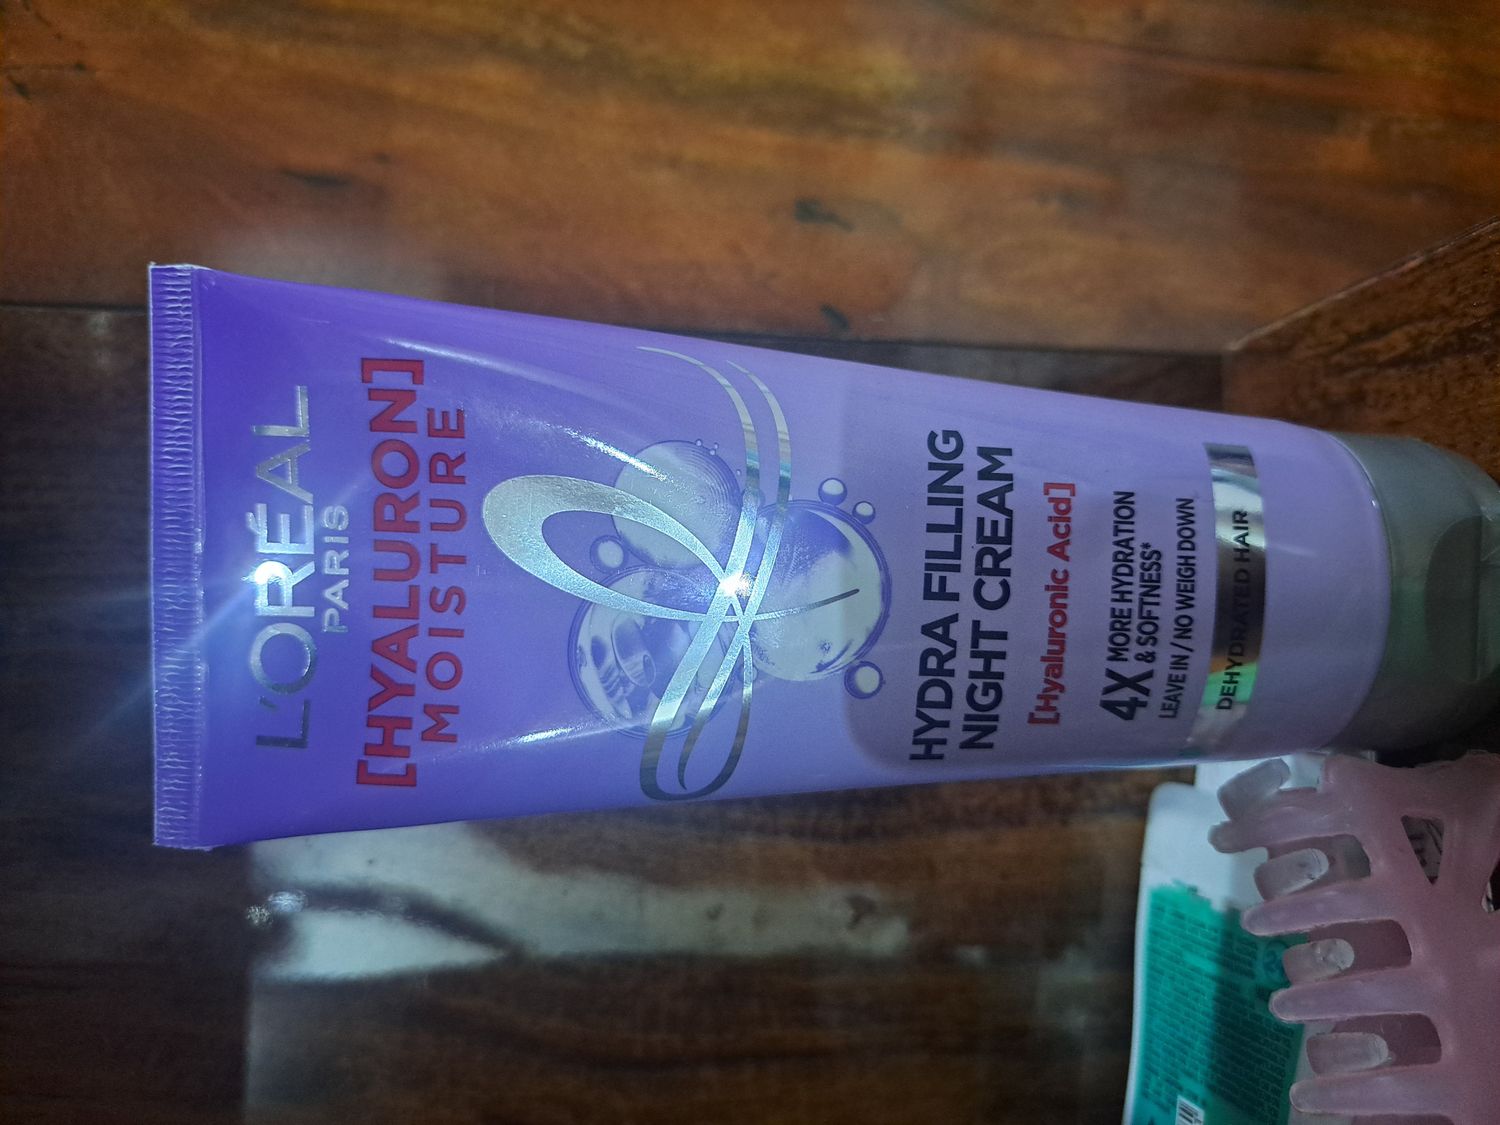 L'ORÉAL
PARIS
[HYALURON]
MOISTURE
HYDRA FILLING
NIGHT CREAM
[Hyaluronic Acid]
4X MORE HYDRATION
& SOFTNESS*
LEAVE IN / NO WEIGH DOWN
DEHYDRATED HAIR